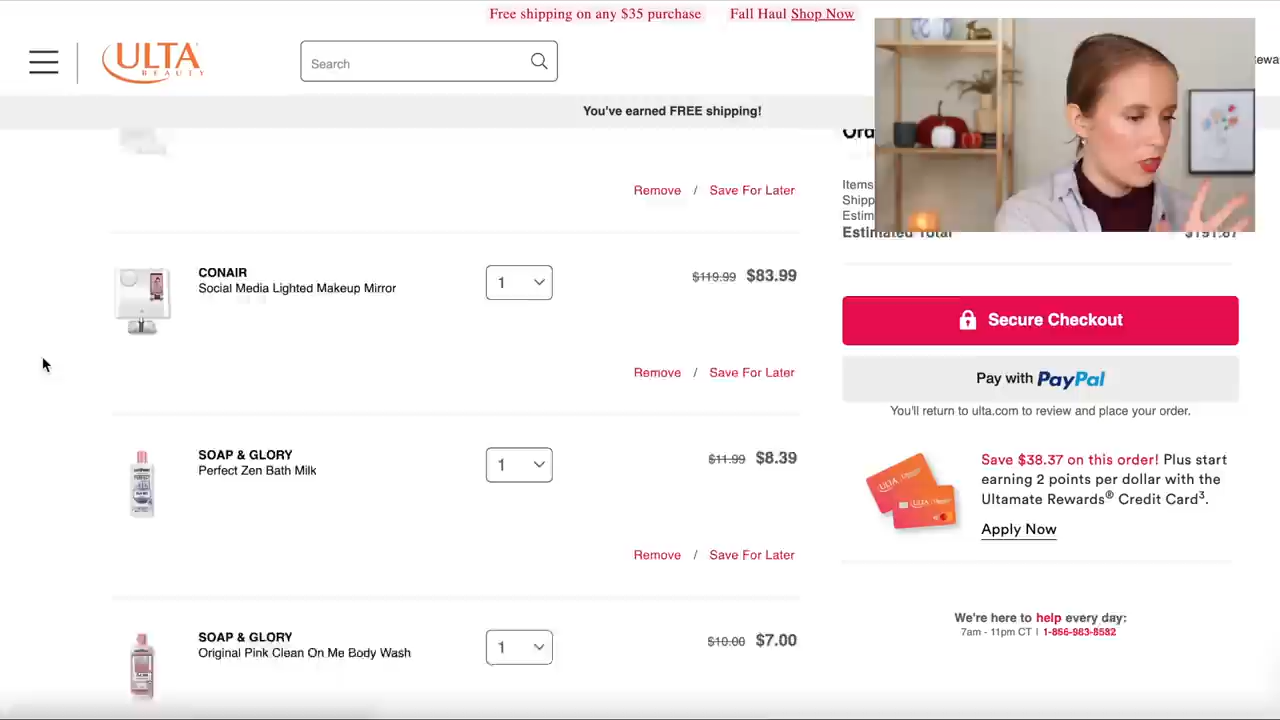 Free shipping on any $35 purchase Fall Haul Shop Now
ULTA
BEAUTY
Search
You've earned FREE shipping!
Remove / Save For Later
Items
Shipp
Estim
Estimated Total $191.87
CONAIR
Social Media Lighted Makeup Mirror
1
$119.99 $83.99
Remove / Save For Later
Secure Checkout
Pay with PayPal
You'll return to ulta.com to review and place your order.
SOAP & GLORY
Perfect Zen Bath Milk
1
$11.99 $8.39
Remove / Save For Later
Save $38.37 on this order! Plus start
earning 2 points per dollar with the
Ultamate Rewards® Credit Card3.
Apply Now
SOAP & GLORY
Original Pink Clean On Me Body Wash
1
$10.00 $7.00
We're here to help every day:
7am - 11pm CT | 1-866-983-8582